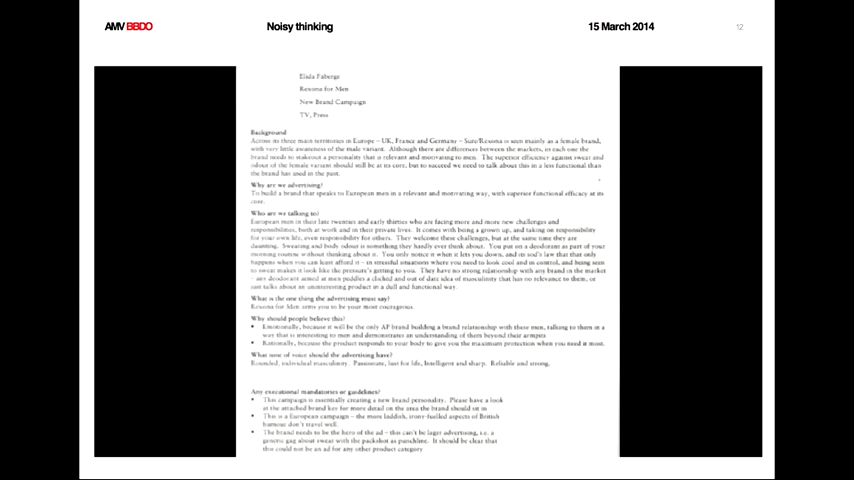 AMV BBDO
Noisy thinking
15 March 2014
12
Elida Faberge
Rexona for Men
New Brand Campaign
TV, Press
Background
Across its three main territories in Europe – UK, France and Germany – Sure/Rexona is seen mainly as a female brand,
with very little awareness of the male variant. Although there are differences between the markets, in each one the
brand needs to stakeout a personality that is relevant and motivating to men. The superior efficiency against sweat and
odour of the female variant should still be at its core, but to succeed we need to talk about this in a less functional than
the brand has used in the past.
Why are we advertising?
To build a brand that speaks to European men in a relevant and motivating way, with superior functional efficacy at its
core.
Who are we talking to?
European men in their late twenties and early thirties who are facing more and more new challenges and
responsibilities, both at work and in their private lives. It comes with being a grown up, and taking on responsibility
for your own life, even responsibility for others. They welcome these challenges, but at the same time they are
daunting. Sweating and body odour is something they hardly ever think about. You put on a deodorant as part of your
morning routine without thinking about it. You only notice it when it lets you down, and its sod's law that that only
happens when you can least afford it – in stressful situations where you need to look cool and in control, and being seen
to sweat makes it look like the pressure's getting to you. They have no strong relationship with any brand in the market
– any deodorant aimed at men peddles a cliched and out of date idea of masculinity that has no relevance to them, or
just talks about an uninteresting product in a dull and functional way.
What is the one thing the advertising must say?
Rexona for Men arms you to be your most courageous.
Why should people believe this?
• Emotionally, because it will be the only AP brand building a brand relationship with these men, talking to them in a
way that is interesting to men and demonstrates an understanding of them beyond their armpits
• Rationally, because the product responds to your body to give you the maximum protection when you need it most.
What tone of voice should the advertising have?
Rounded, individual masculinity. Passionate, lust for life, Intelligent and sharp. Reliable and strong.
Any executional mandatories or guidelines?
• This campaign is essentially creating a new brand personality. Please have a look
at the attached brand key for more detail on the area the brand should sit in
• This is a European campaign – the more laddish, irony-fuelled aspects of British
humour don't travel well.
• The brand needs to be the hero of the ad – this can't be lager advertising, i.e. a
generic gag about sweat with the packshot as punchline. It should be clear that
this could not be an ad for any other product category